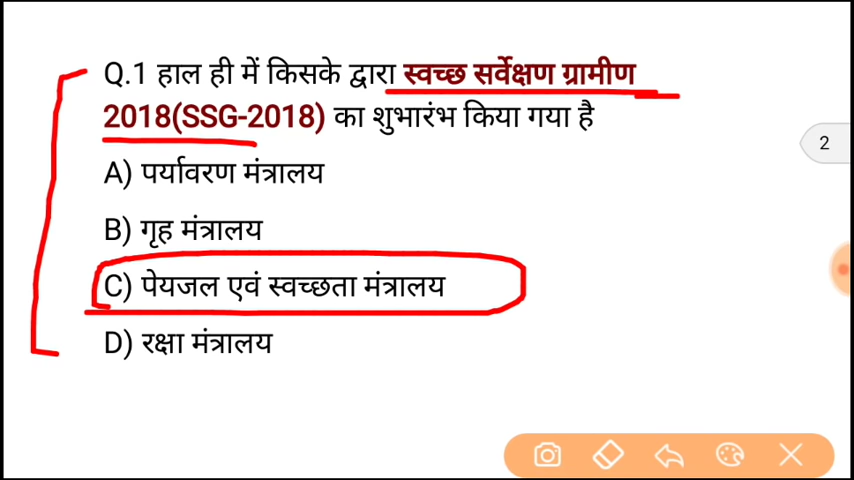 Q.1 हाल ही में किसके द्वारा स्वच्छ सर्वेक्षण ग्रामीण
2018(SSG-2018) का शुभारंभ किया गया है
A) पर्यावरण मंत्रालय
B) गृह मंत्रालय
C) पेयजल एवं स्वच्छता मंत्रालय
D) रक्षा मंत्रालय
2